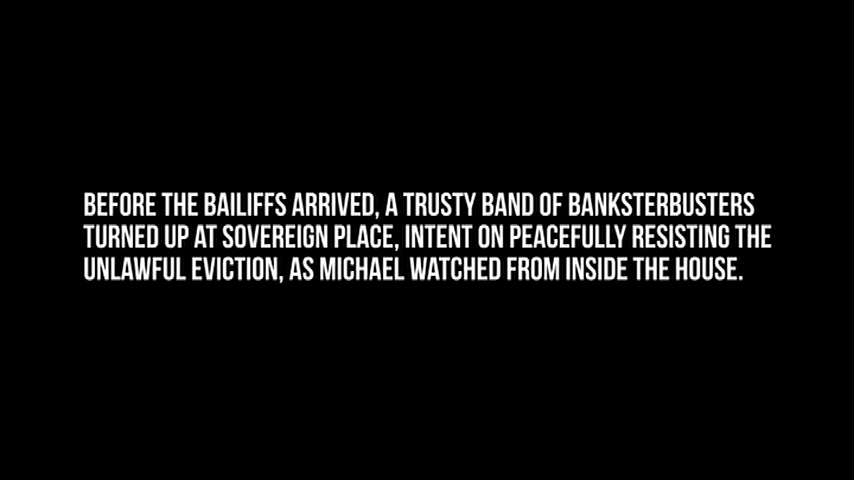 BEFORE THE BAILIFFS ARRIVED, A TRUSTY BAND OF BANKSTERBUSTERS
TURNED UP AT SOVEREIGN PLACE, INTENT ON PEACEFULLY RESISTING THE
UNLAWFUL EVICTION, AS MICHAEL WATCHED FROM INSIDE THE HOUSE.